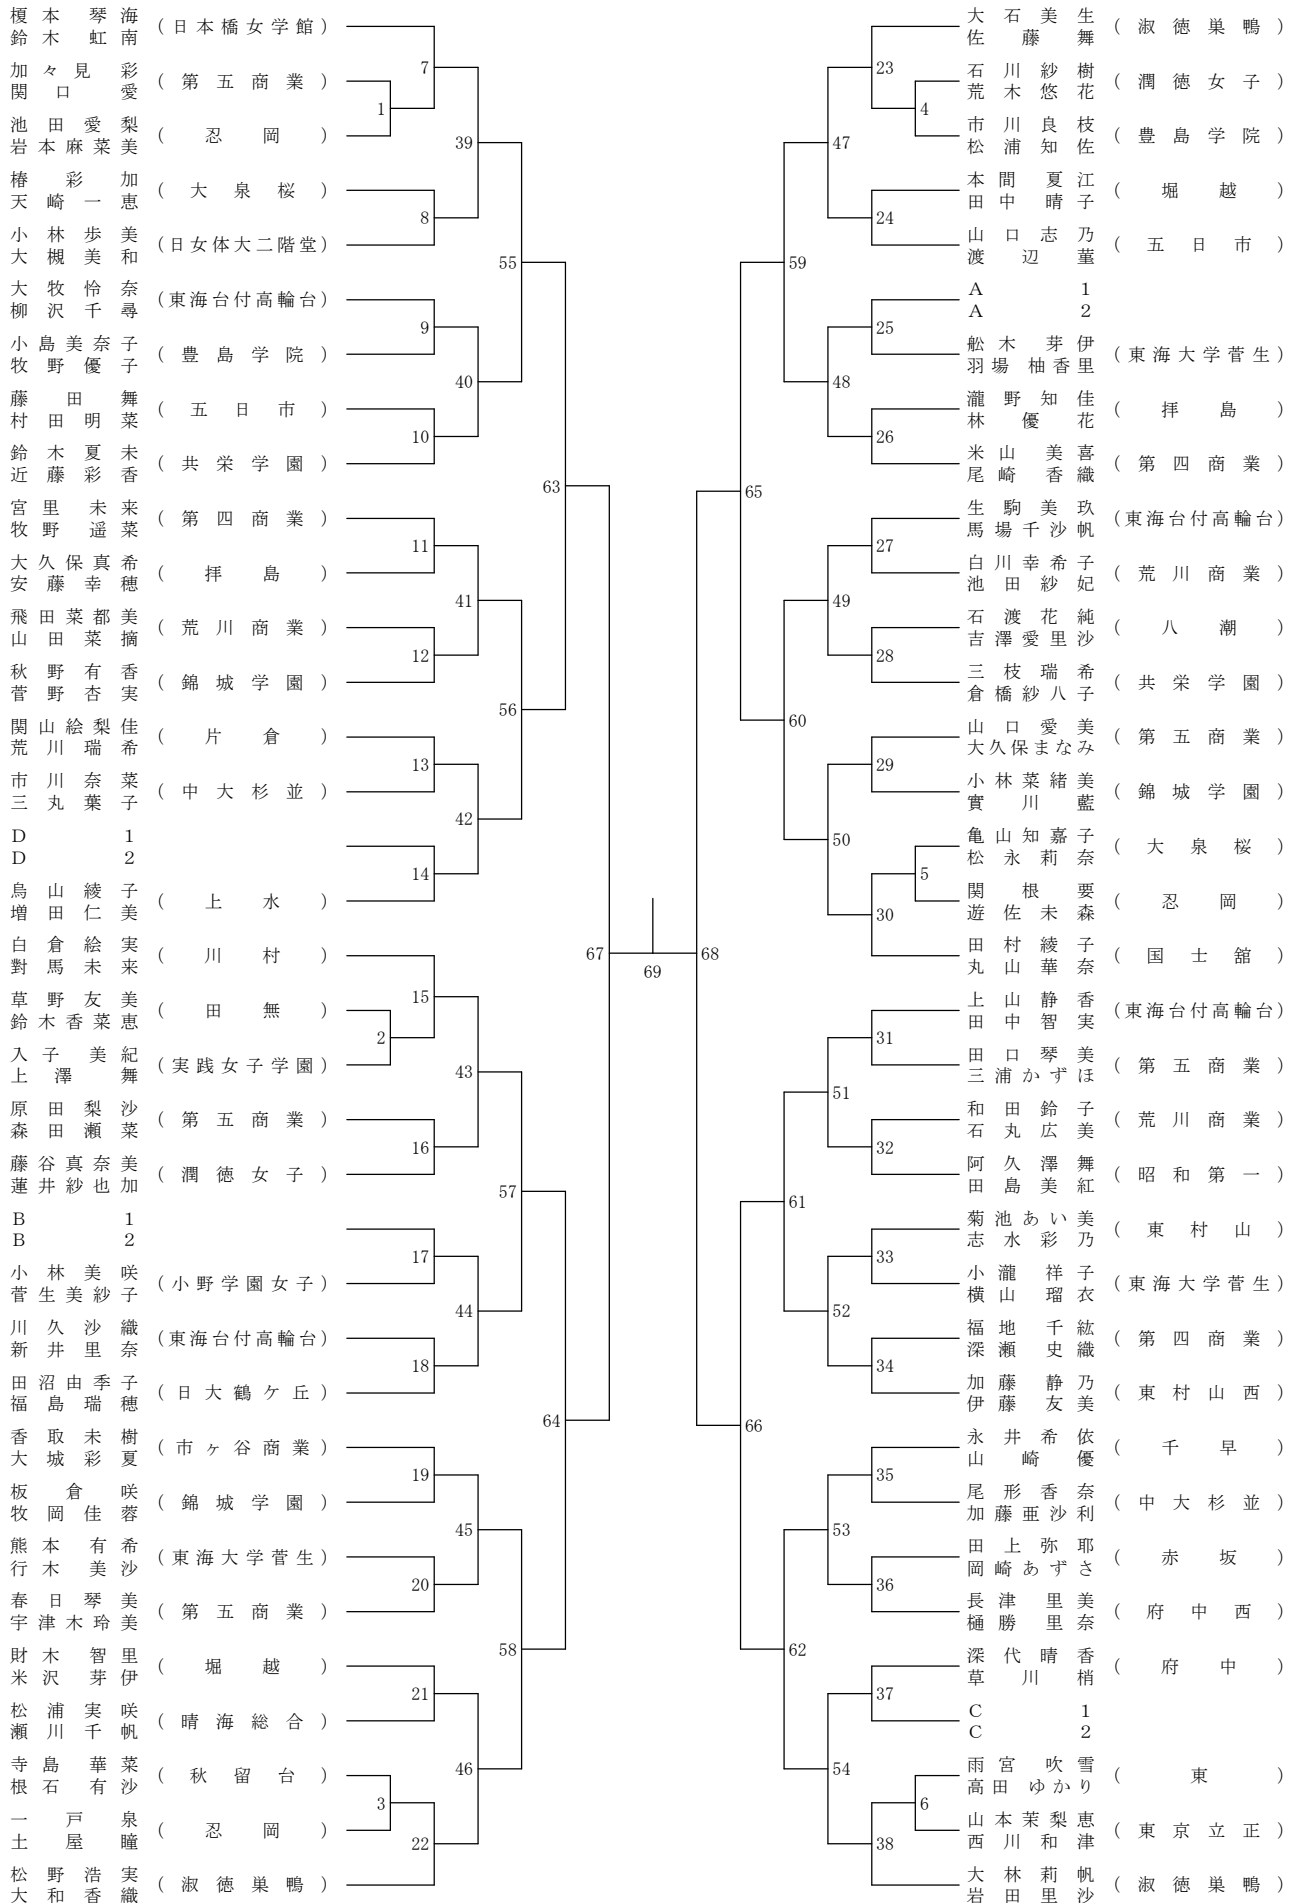 榎本琴海
鈴木虹南
(日本橋女学館)
加々見彩
関口愛
(第五商業)
池田愛梨
岩本麻菜美
(忍岡)
椿彩加
天崎一恵
(大泉桜)
小林歩美
大槻美和
(日女体大二階堂)
大牧怜奈
柳沢千尋
(東海台付高輪台)
小島美奈子
牧野優子
(豊島学院)
藤田舞
村田明菜
(五日市)
鈴木夏未
近藤彩香
(共栄学園)
宮里未来
牧野遥菜
(第四商業)
大久保真希
安藤幸穂
(拝島)
飛田菜都美
山田菜摘
(荒川商業)
秋野有香
菅野杏実
(錦城学園)
関山絵梨佳
荒川瑞希
(片倉)
市川奈菜
三丸葉子
(中大杉並)
D 1
D 2
烏山綾子
増田仁美
(上水)
白倉絵実
對馬未来
(川村)
草野友美
鈴木香菜恵
(田無)
入子美紀
上澤舞
(実践女子学園)
原田梨沙
森田瀬菜
(第五商業)
藤谷真奈美
蓮井紗也加
(潤徳女子)
B 1
B 2
小林美咲
菅生美紗子
(小野学園女子)
川久沙織
新井里奈
(東海台付高輪台)
田沼由季子
福島瑞穂
(日大鶴ケ丘)
香取未樹
大城彩夏
(市ヶ谷商業)
板倉咲
牧岡佳蓉
(錦城学園)
熊本有希
行木美沙
(東海大学菅生)
春日琴美
宇津木玲美
(第五商業)
財木智里
米沢芽伊
(堀越)
松浦実咲
瀬川千帆
(晴海総合)
寺島華菜
根石有沙
(秋留台)
一戸泉
土屋瞳
(忍岡)
松野浩実
大和香織
(淑徳巣鴨)
1
2
3
7
8
9
10
11
12
13
14
15
16
17
18
19
20
21
22
39
40
41
42
43
44
45
46
55
56
57
58
63
64
67
69
68
65
66
59
60
61
62
47
48
49
50
51
52
53
54
23
24
25
26
27
28
29
30
31
32
33
34
35
36
37
38
4
5
6
大石美生
佐藤舞
(淑徳巣鴨)
石川紗樹
荒木悠花
(潤徳女子)
市川良枝
松浦知佐
(豊島学院)
本間夏江
田中晴子
(堀越)
山口志乃
渡辺菫
(五日市)
A 1
A 2
舩木芽伊
羽場柚香里
(東海大学菅生)
瀧野知佳
林優花
(拝島)
米山美喜
尾崎香織
(第四商業)
生駒美玖
馬場千沙帆
(東海台付高輪台)
白川幸希子
池田紗妃
(荒川商業)
石渡花純
吉澤愛里沙
(八潮)
三枝瑞希
倉橋紗八子
(共栄学園)
山口愛美
大久保まなみ
(第五商業)
小林菜緒美
實川藍
(錦城学園)
亀山知嘉子
松永莉奈
(大泉桜)
関根要
遊佐未森
(忍岡)
田村綾子
丸山華奈
(国士舘)
上山静香
田中智実
(東海台付高輪台)
田口琴美
三浦かずほ
(第五商業)
和田鈴子
石丸広美
(荒川商業)
阿久澤舞
田島美紅
(昭和第一)
菊池あい美
志水彩乃
(東村山)
小瀧祥子
横山瑠衣
(東海大学菅生)
福地千紘
深瀬史織
(第四商業)
加藤静乃
伊藤友美
(東村山西)
永井希依
山崎優
(千早)
尾形香奈
加藤亜沙利
(中大杉並)
田上弥耶
岡崎あずさ
(赤坂)
長津里美
樋勝里奈
(府中西)
深代晴香
草川梢
(府中)
C 1
C 2
雨宮吹雪
高田ゆかり
(東)
山本茉梨恵
西川和津
(東京立正)
大林莉帆
岩田里沙
(淑徳巣鴨)